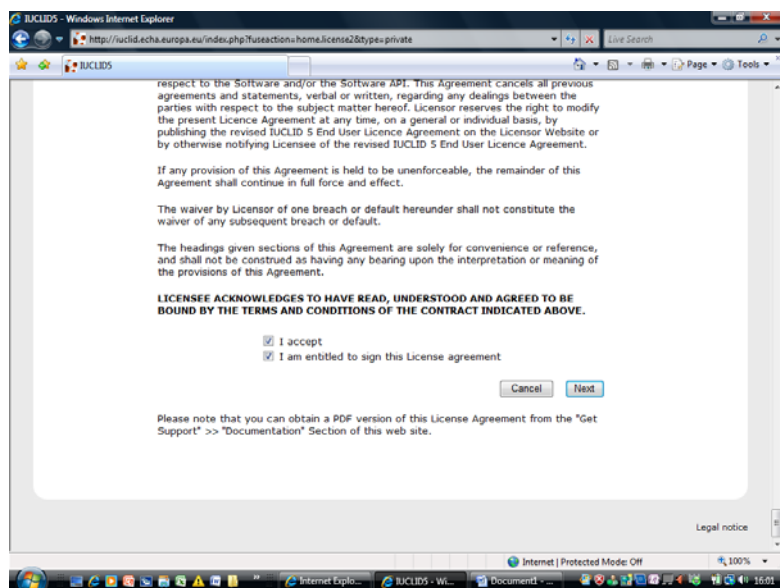 IUCLID5 - Windows Internet Explorer
http://iuclid.echa.europa.eu/index.php?fuseaction=home.license2&type=private
Live Search
IUCLID5
Page
Tools
respect to the Software and/or the Software API. This Agreement cancels all previous
agreements and statements, verbal or written, regarding any dealings between the
parties with respect to the subject matter hereof. Licensor reserves the right to modify
the present Licence Agreement at any time, on a general or individual basis, by
publishing the revised IUCLID 5 End User Licence Agreement on the Licensor Website or
by otherwise notifying Licensee of the revised IUCLID 5 End User Licence Agreement.
If any provision of this Agreement is held to be unenforceable, the remainder of this
Agreement shall continue in full force and effect.
The waiver by Licensor of one breach or default hereunder shall not constitute the
waiver of any subsequent breach or default.
The headings given sections of this Agreement are solely for convenience or reference,
and shall not be construed as having any bearing upon the interpretation or meaning of
the provisions of this Agreement.
LICENSEE ACKNOWLEDGES TO HAVE READ, UNDERSTOOD AND AGREED TO BE
BOUND BY THE TERMS AND CONDITIONS OF THE CONTRACT INDICATED ABOVE.
I accept
I am entitled to sign this License agreement
Cancel Next
Please note that you can obtain a PDF version of this License Agreement from the "Get
Support" >> "Documentation" Section of this web site.
Legal notice
Internet | Protected Mode: Off 100%
Internet Explo... IUCLID5 - Wi... Document1 - ... 16:01